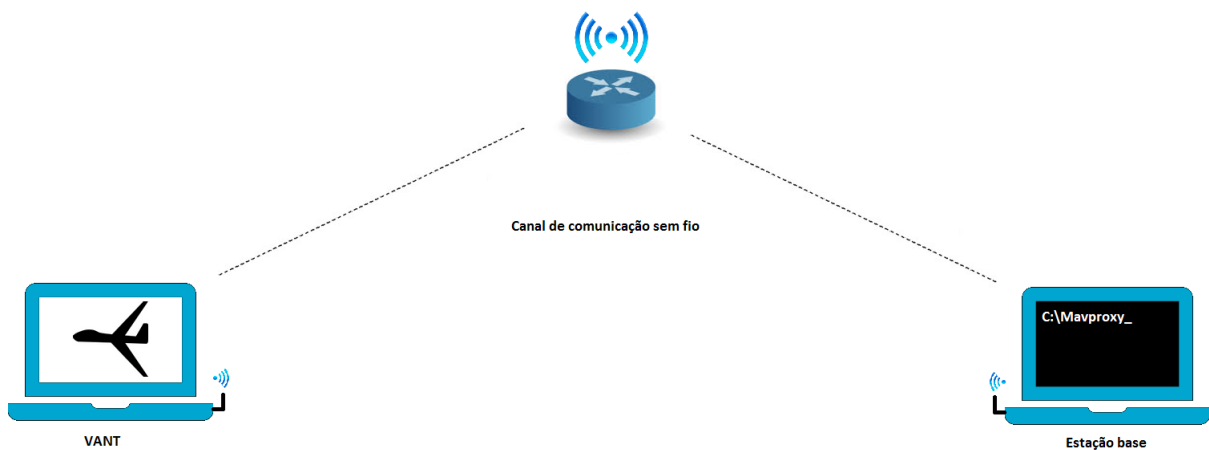 Canal de comunicação sem fio
C:\Mavproxy_
VANT
Estação base